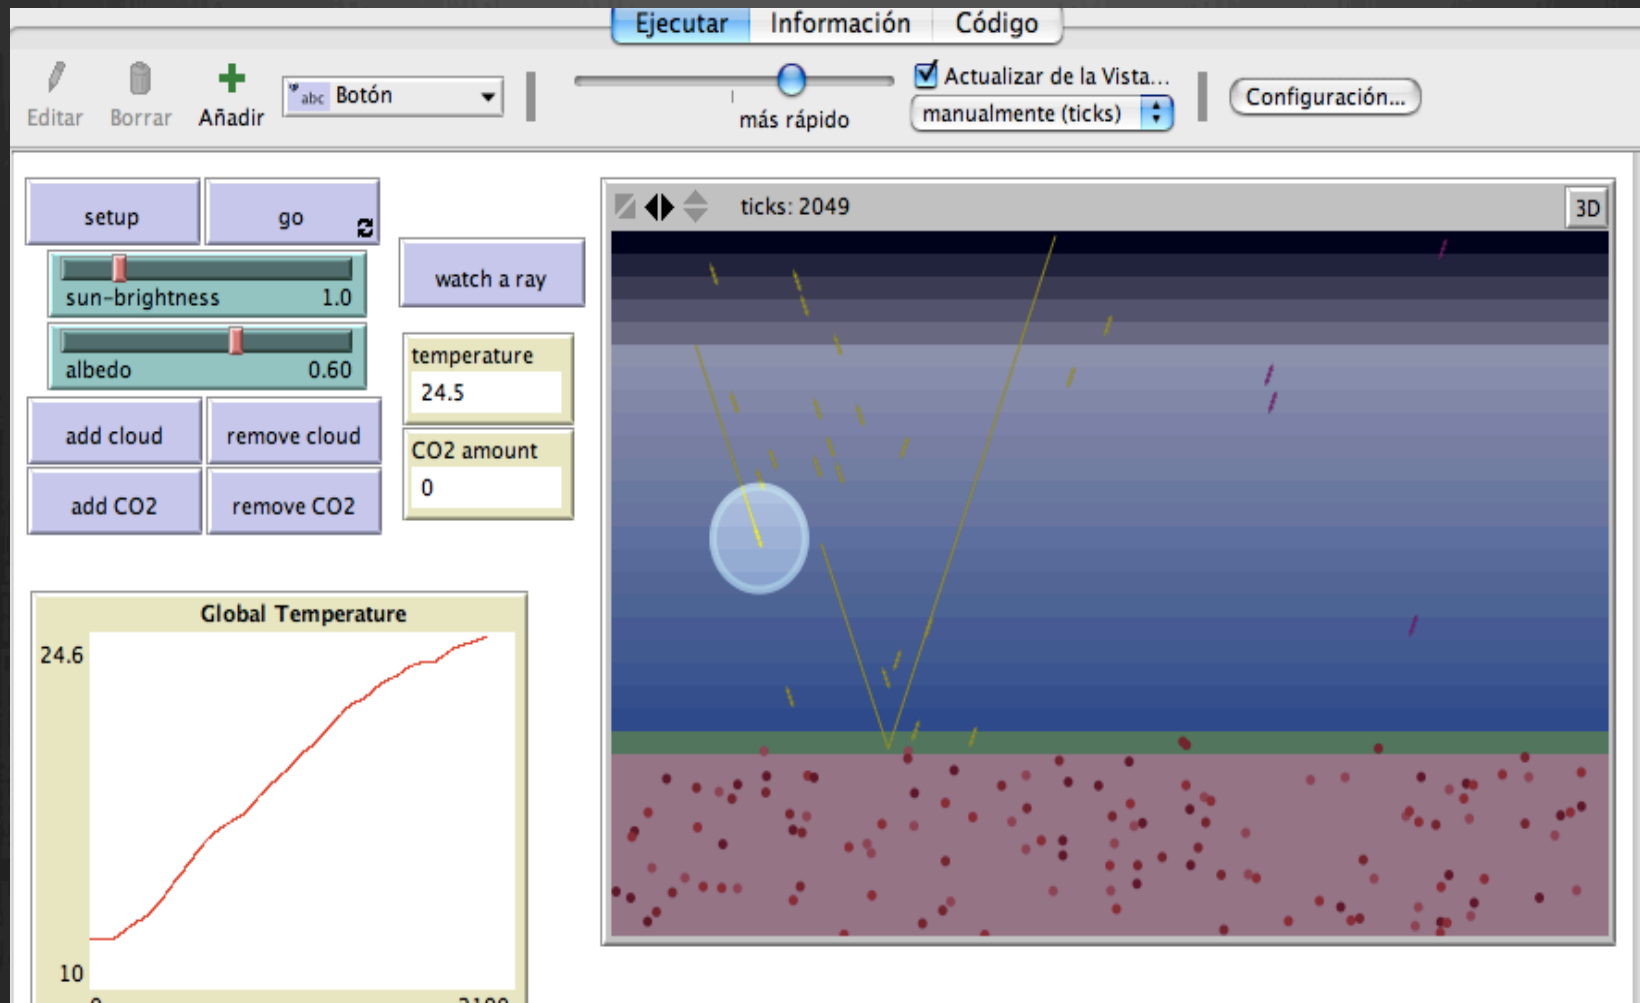 Ejecutar Información Código
Editar Borrar Añadir
abc Botón
más rápido
Actualizar de la Vista...
manualmente (ticks)
Configuración...
setup go
sun-brightness 1.0
albedo 0.60
add cloud remove cloud
add CO2 remove CO2
watch a ray
temperature
24.5
CO2 amount
0
ticks: 2049 3D
Global Temperature
24.6
10